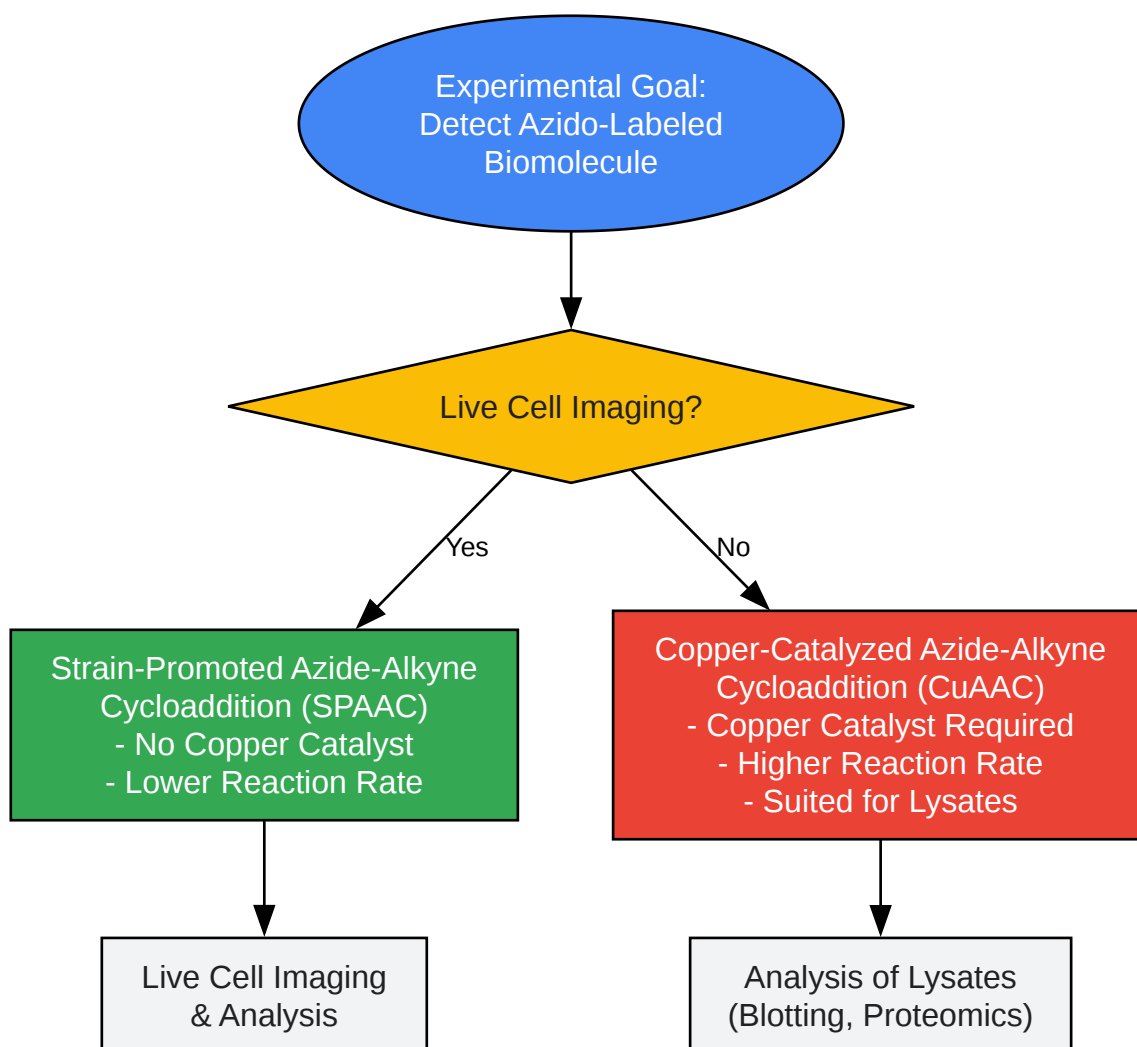 Experimental Goal:
Detect Azido-Labeled
Biomolecule
Live Cell Imaging?
Yes
No
Strain-Promoted Azide-Alkyne
Cycloaddition (SPAAC)
- No Copper Catalyst
- Lower Reaction Rate
Copper-Catalyzed Azide-Alkyne
Cycloaddition (CuAAC)
- Copper Catalyst Required
- Higher Reaction Rate
- Suited for Lysates
Live Cell Imaging
& Analysis
Analysis of Lysates
(Blotting, Proteomics)